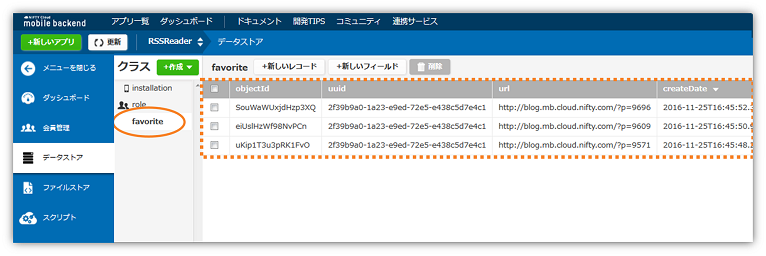 NIFTY Cloud
mobile backend アプリ一覧 ダッシュボード ドキュメント 開発TIPS コミュニティ 連携サービス
+新しいアプリ 更新 RSSReader データストア
メニューを閉じる
ダッシュボード
会員管理
データストア
ファイルストア
スクリプト
クラス +作成
installation
role
favorite
favorite +新しいレコード +新しいフィールド 削除
objectId uuid url createDate
SouWaWUxjdHzp3XQ 2f39b9a0-1a23-e9ed-72e5-e438c5d7e4c1 http://blog.mb.cloud.nifty.com/?p=9696 2016-11-25T16:45:52.
eiUslHzWf98NvPCn 2f39b9a0-1a23-e9ed-72e5-e438c5d7e4c1 http://blog.mb.cloud.nifty.com/?p=9609 2016-11-25T16:45:50.
uKip1T3u3pRK1FvO 2f39b9a0-1a23-e9ed-72e5-e438c5d7e4c1 http://blog.mb.cloud.nifty.com/?p=9571 2016-11-25T16:45:48.